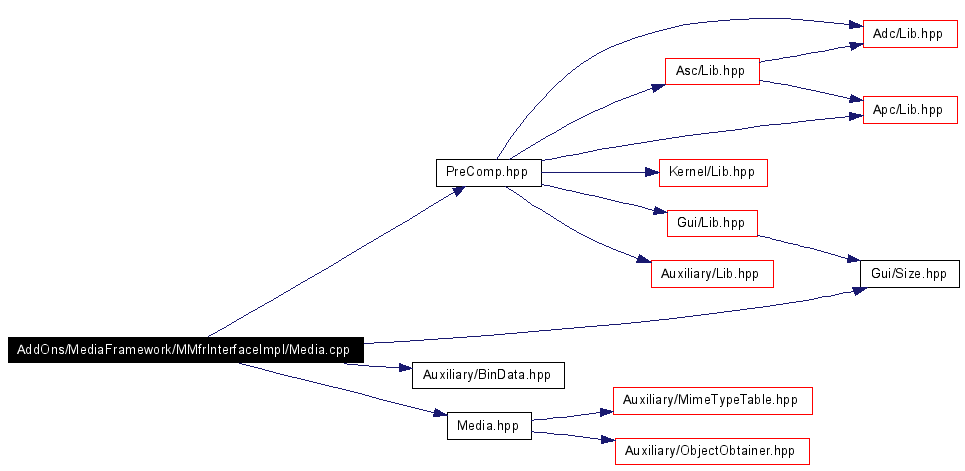 Adc/Lib.hpp
Asc/Lib.hpp
Apc/Lib.hpp
PreComp.hpp
Kernel/Lib.hpp
Gui/Lib.hpp
Auxiliary/Lib.hpp
Gui/Size.hpp
AddOns/MediaFramework/MMfrInterfaceImpl/Media.cpp
Auxiliary/BinData.hpp
Auxiliary/MimeTypeTable.hpp
Media.hpp
Auxiliary/ObjectObtainer.hpp